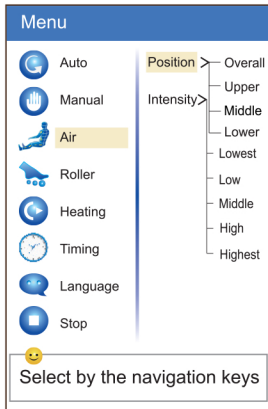 Menu
Auto
Manual
Air
Roller
Heating
Timing
Language
Stop
Position
Overall
Upper
Middle
Lower
Intensity
Lowest
Low
Middle
High
Highest
Select by the navigation keys